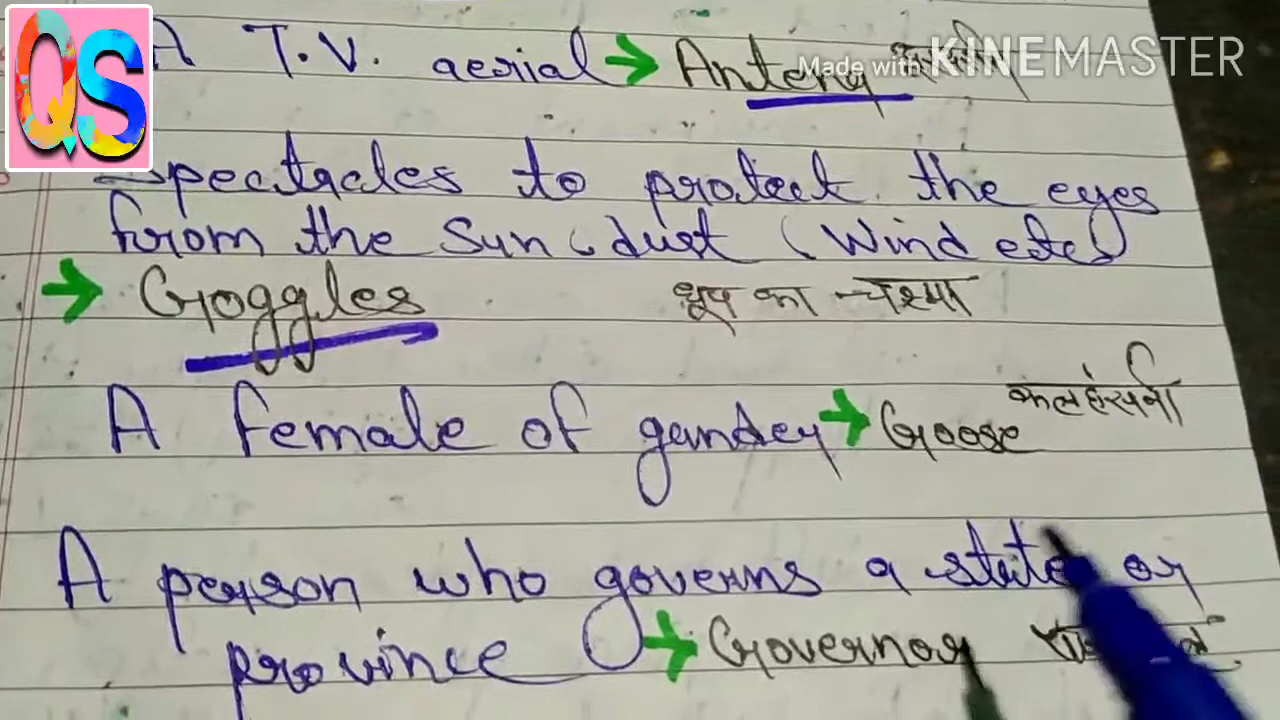 QS
A T.V. aerial → Antena
Made with KINEMASTER
Spectacles to protect the eyes
from the Sun, dust, (Wind etc)
→ Goggles धूप का चश्मा
A female of gander → Goose कलहंसनी
A person who governs a state or
province → Governor